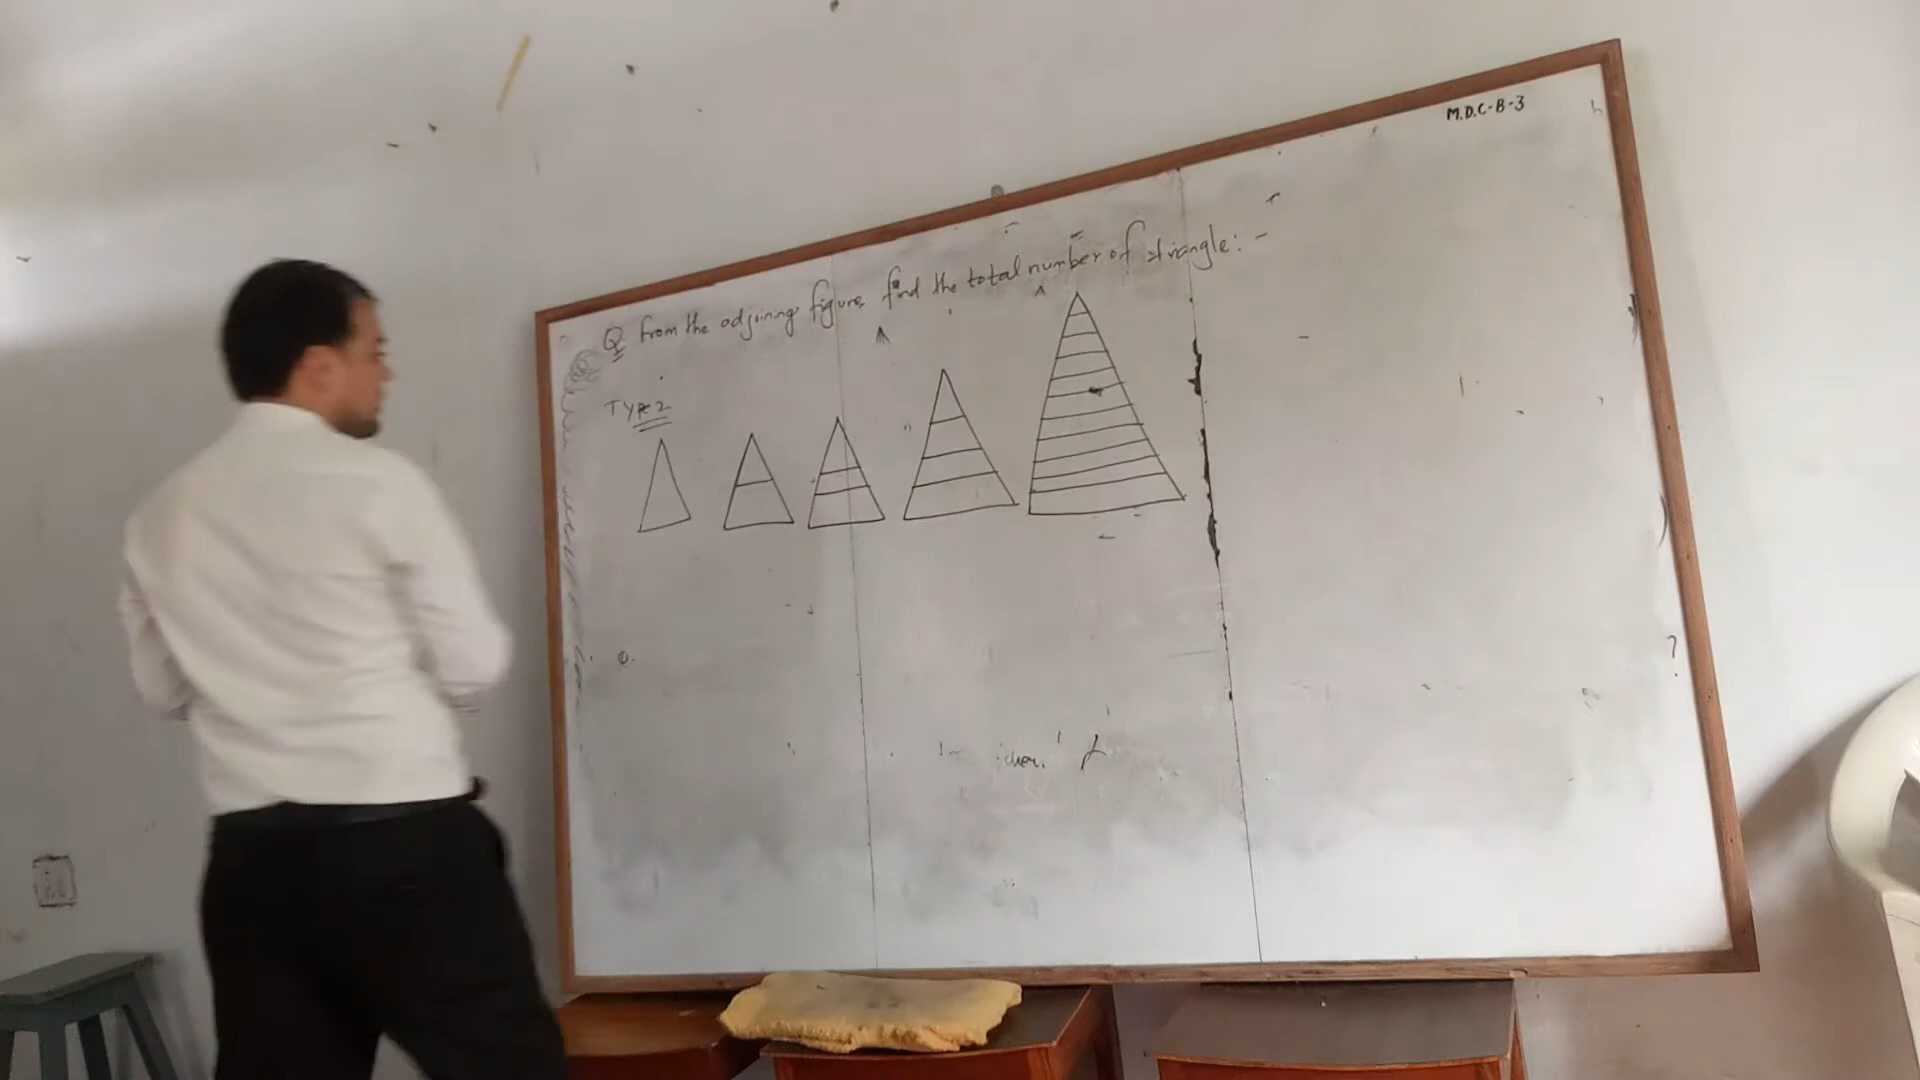 M.D.C-B-3
Q from the adjoining figure, find the total number of triangle:-
TYPE 2
?